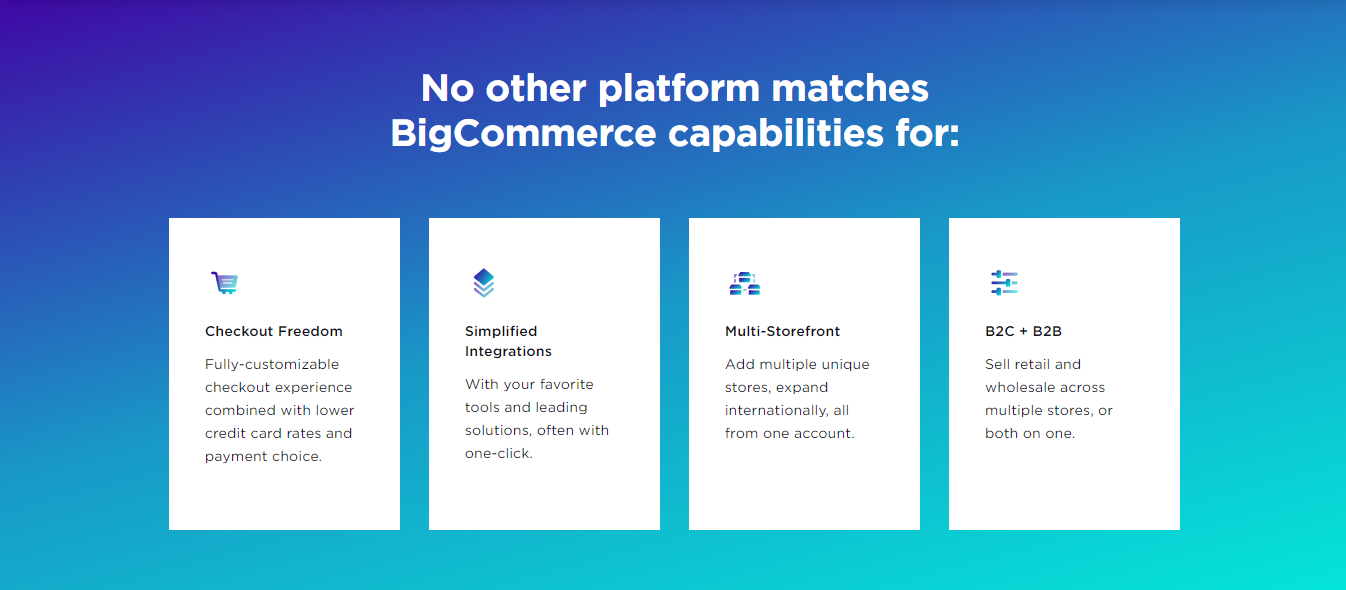 No other platform matches
BigCommerce capabilities for:
Checkout Freedom
Fully-customizable
checkout experience
combined with lower
credit card rates and
payment choice.
Simplified
Integrations
With your favorite
tools and leading
solutions, often with
one-click.
Multi-Storefront
Add multiple unique
stores, expand
internationally, all
from one account.
B2C + B2B
Sell retail and
wholesale across
multiple stores, or
both on one.